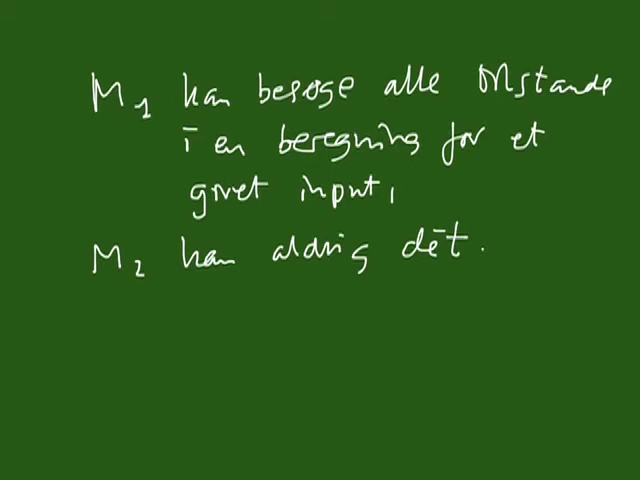 M₁ kan besøge alle tilstande
i en beregning for et
givet input,
M₂ kan aldrig det.